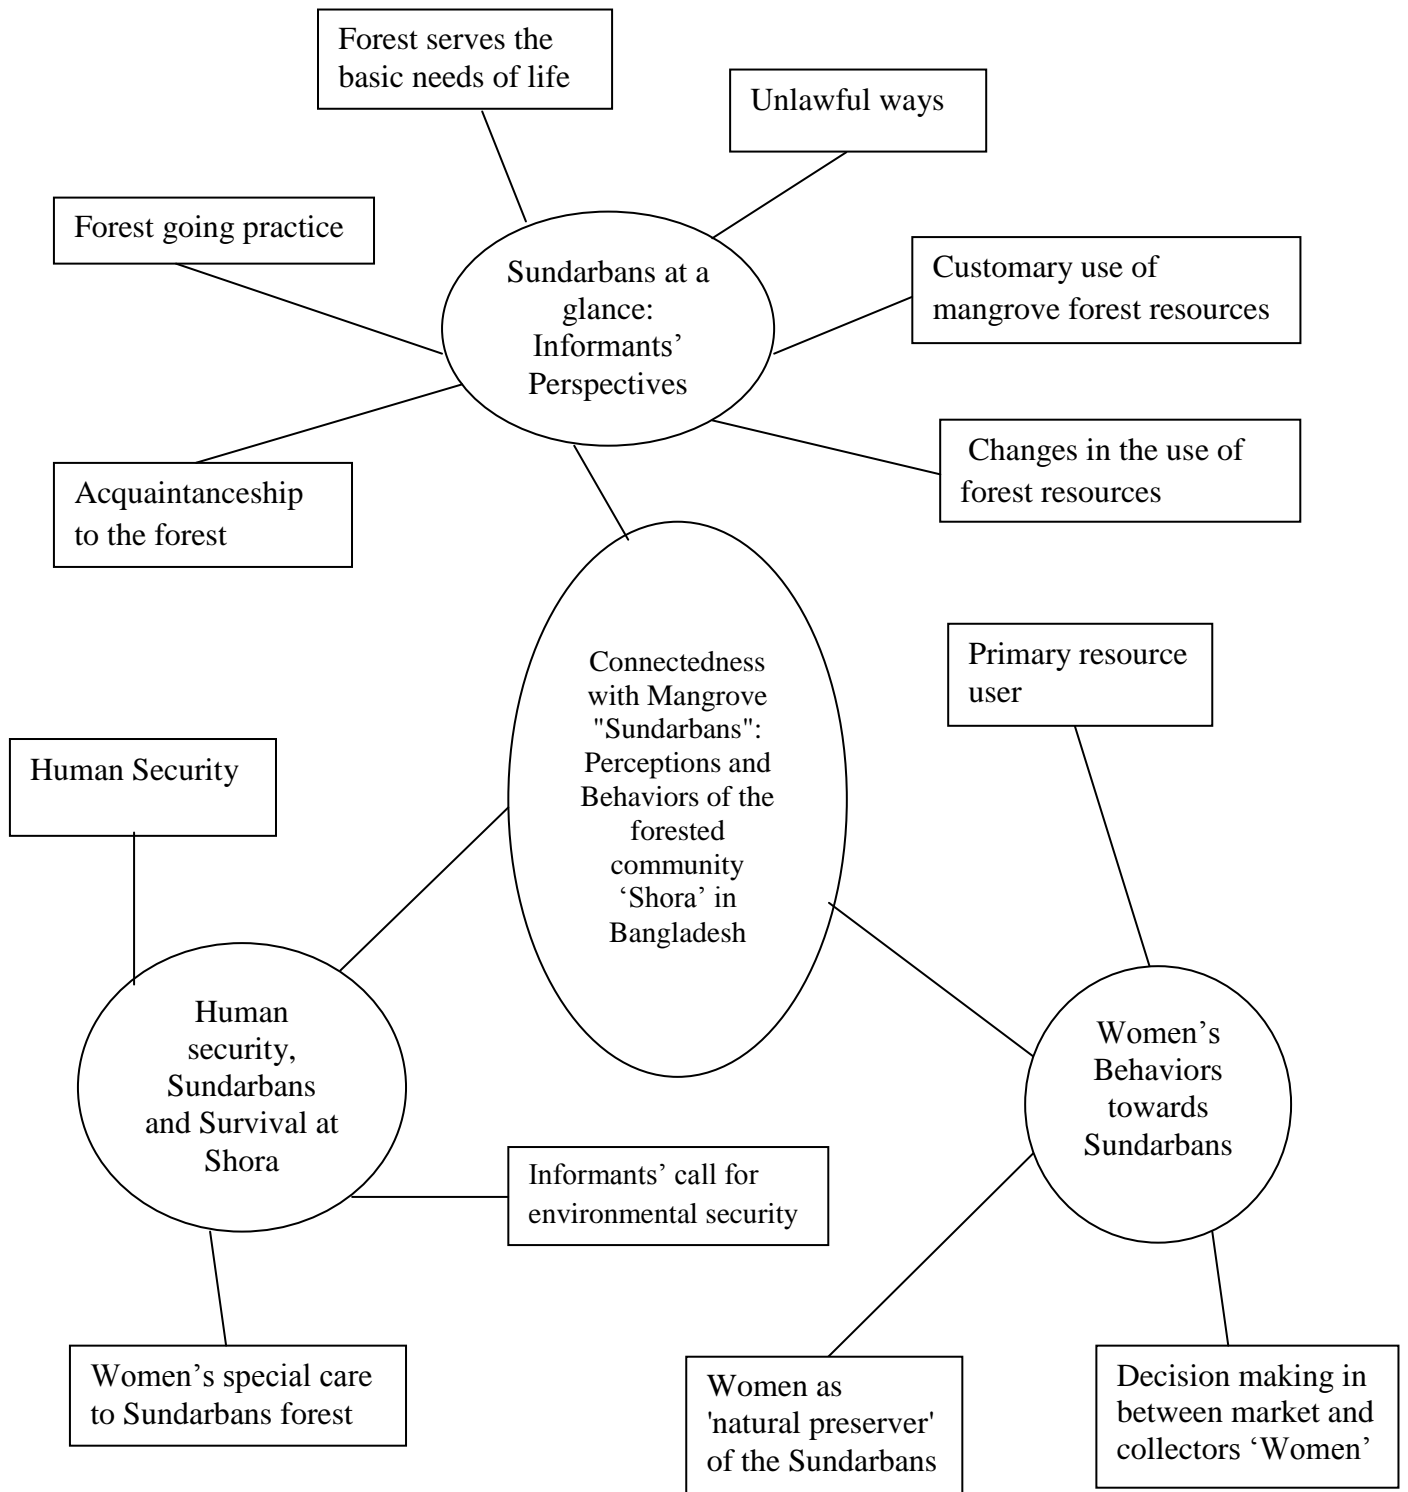 Forest serves the
basic needs of life
Unlawful ways
Forest going practice
Sundarbans at a
glance:
Informants’
Perspectives
Customary use of
mangrove forest resources
Changes in the use of
forest resources
Acquaintanceship
to the forest
Connectedness
with Mangrove
"Sundarbans":
Perceptions and
Behaviors of the
forested
community
‘Shora’ in
Bangladesh
Primary resource
user
Human Security
Human
security,
Sundarbans
and Survival at
Shora
Women’s
Behaviors
towards
Sundarbans
Informants’ call for
environmental security
Women’s special care
to Sundarbans forest
Women as
'natural preserver'
of the Sundarbans
Decision making in
between market and
collectors ‘Women’